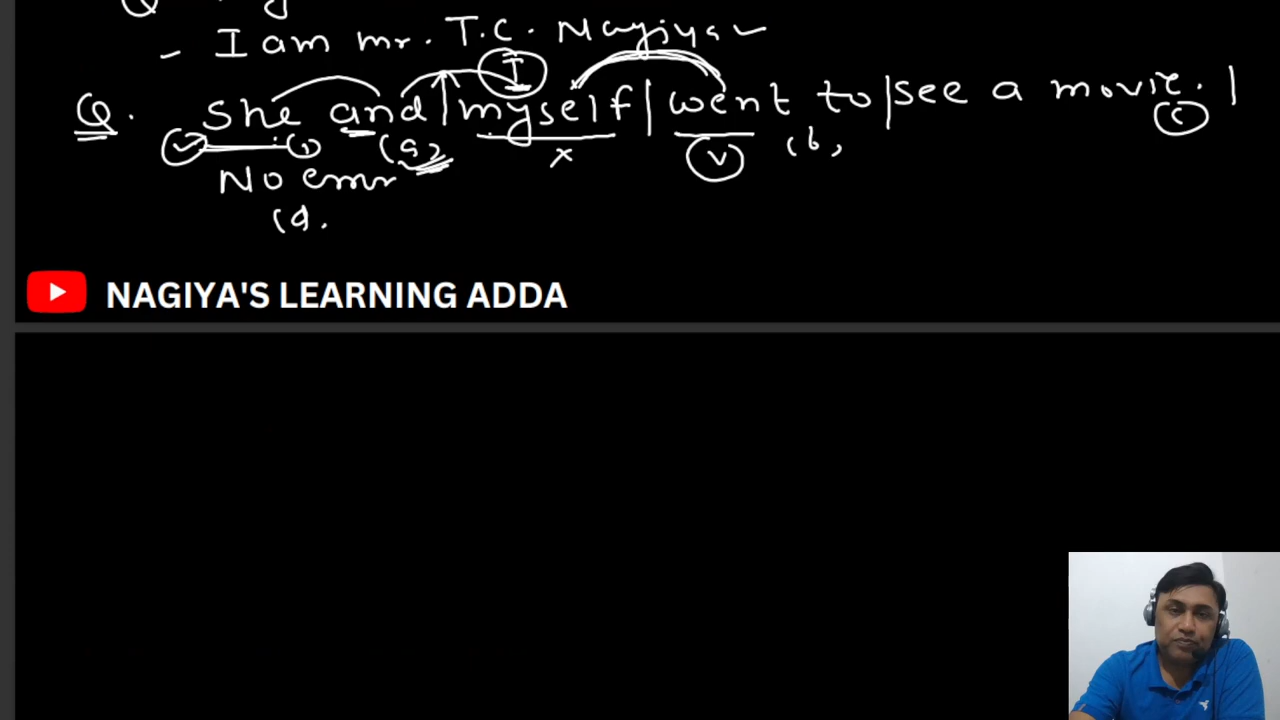 - I am mr. T.C. Nagiya
I
Q. She and | myself | went to | see a movie. |
(a) x (v) (b) (c)
No error
(d).
NAGIYA'S LEARNING ADDA